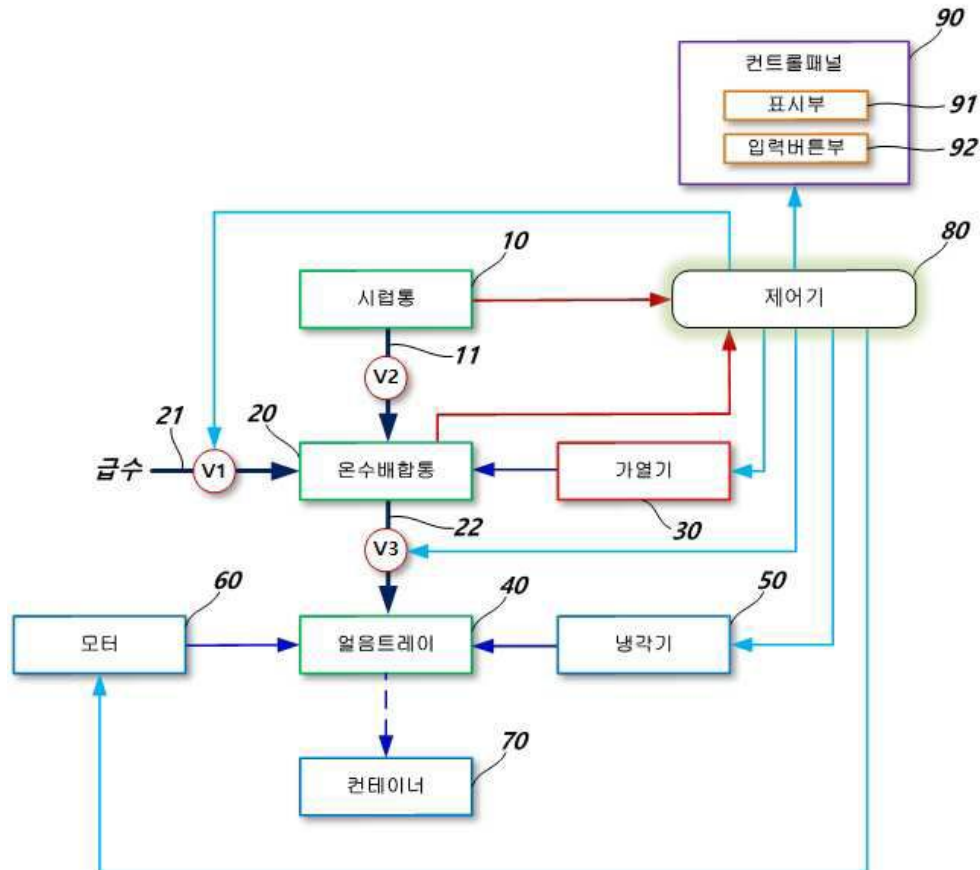 90
컨트롤패널
표시부
91
입력버튼부
92
10
80
시럽통
제어기
11
V2
21
20
급수
V1
온수배합통
가열기
22
30
V3
60
40
50
모터
얼음트레이
냉각기
70
컨테이너